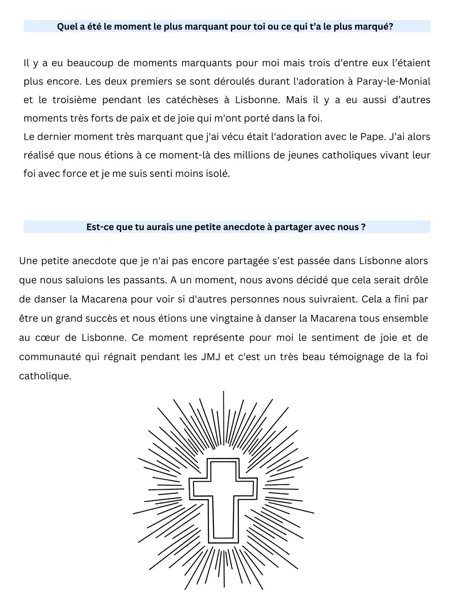 Quel a été le moment le plus marquant pour toi ou ce qui t'a le plus marqué?
Il y a eu beaucoup de moments marquants pour moi mais trois d'entre eux l'étaient
plus encore. Les deux premiers se sont déroulés durant l'adoration à Paray-le-Monial
et le troisième pendant les catéchèses à Lisbonne. Mais il y a eu aussi d'autres
moments très forts de paix et de joie qui m'ont porté dans la foi.
Le dernier moment très marquant que j'ai vécu était l'adoration avec le Pape. J'ai alors
réalisé que nous étions à ce moment-là des millions de jeunes catholiques vivant leur
foi avec force et je me suis senti moins isolé.
Est-ce que tu aurais une petite anecdote à partager avec nous ?
Une petite anecdote que je n'ai pas encore partagée s'est passée dans Lisbonne alors
que nous saluions les passants. A un moment, nous avons décidé que cela serait drôle
de danser la Macarena pour voir si d'autres personnes nous suivraient. Cela a fini par
être un grand succès et nous étions une vingtaine à danser la Macarena tous ensemble
au cœur de Lisbonne. Ce moment représente pour moi le sentiment de joie et de
communauté qui régnait pendant les JMJ et c'est un très beau témoignage de la foi
catholique.